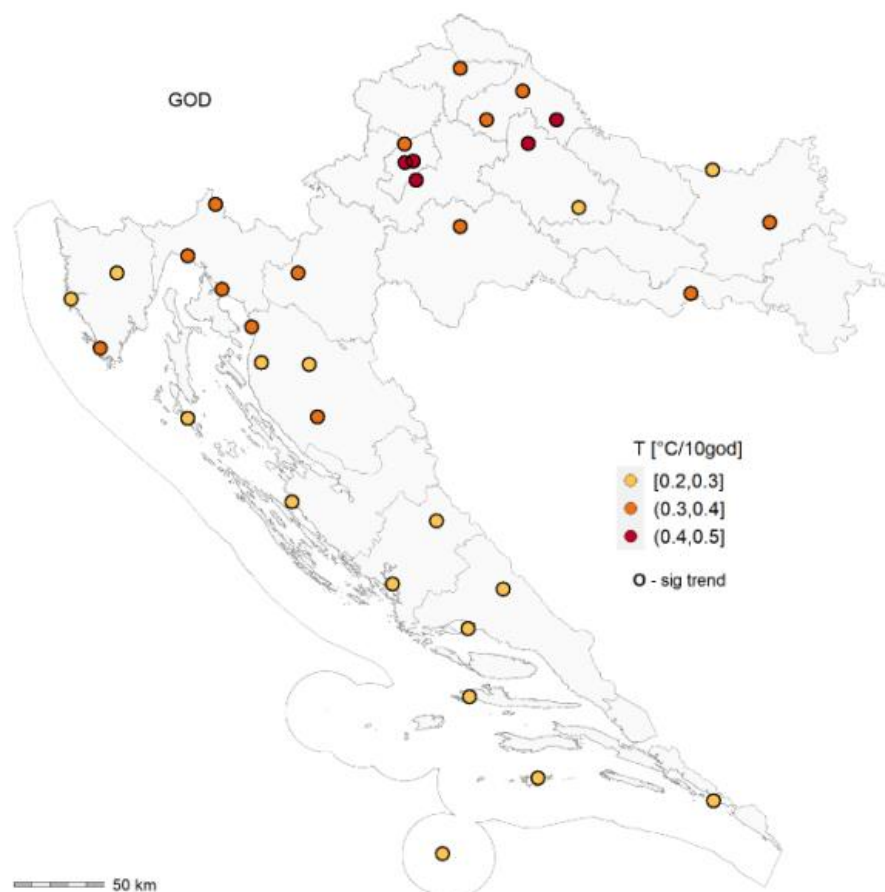 GOD
T [°C/10god]
[0.2,0.3]
(0.3,0.4]
(0.4,0.5]
O - sig trend
50 km